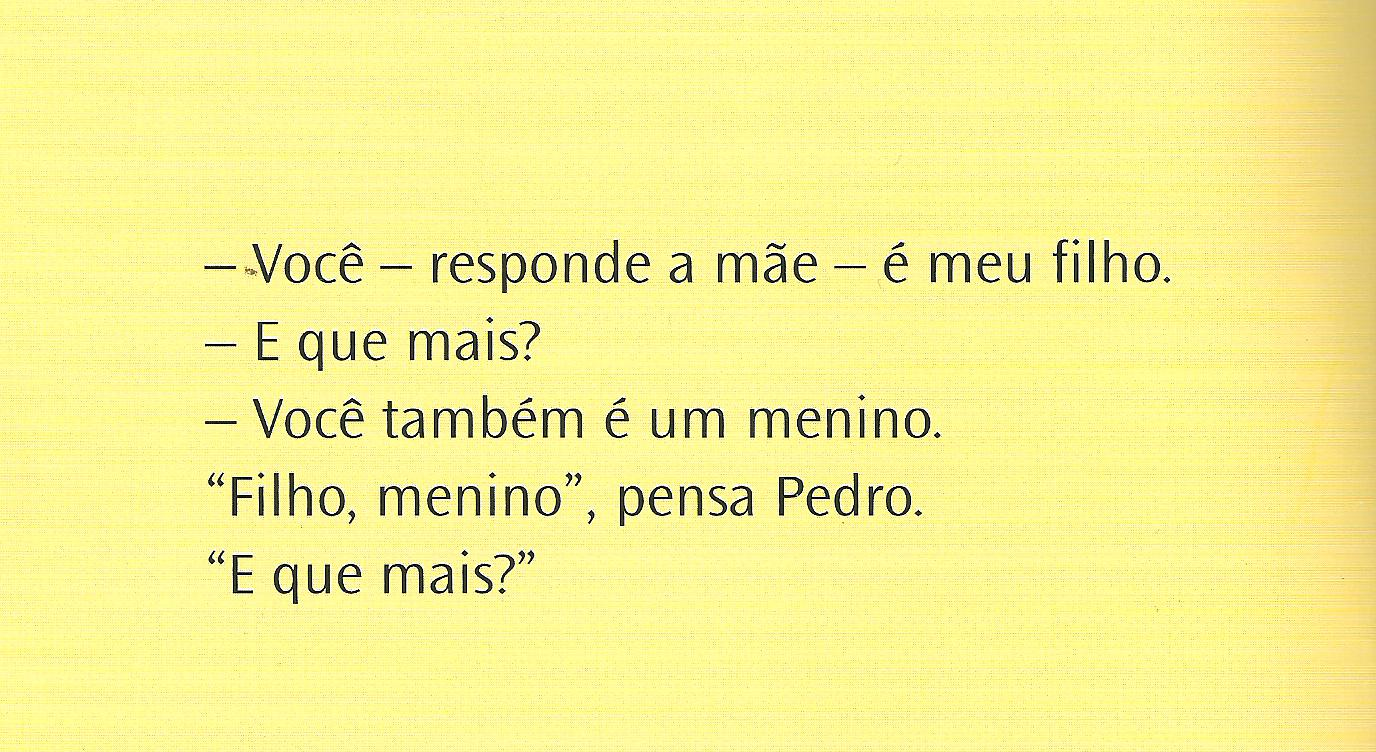 – Você – responde a mãe – é meu filho.
– E que mais?
– Você também é um menino.
“Filho, menino”, pensa Pedro.
“E que mais?”